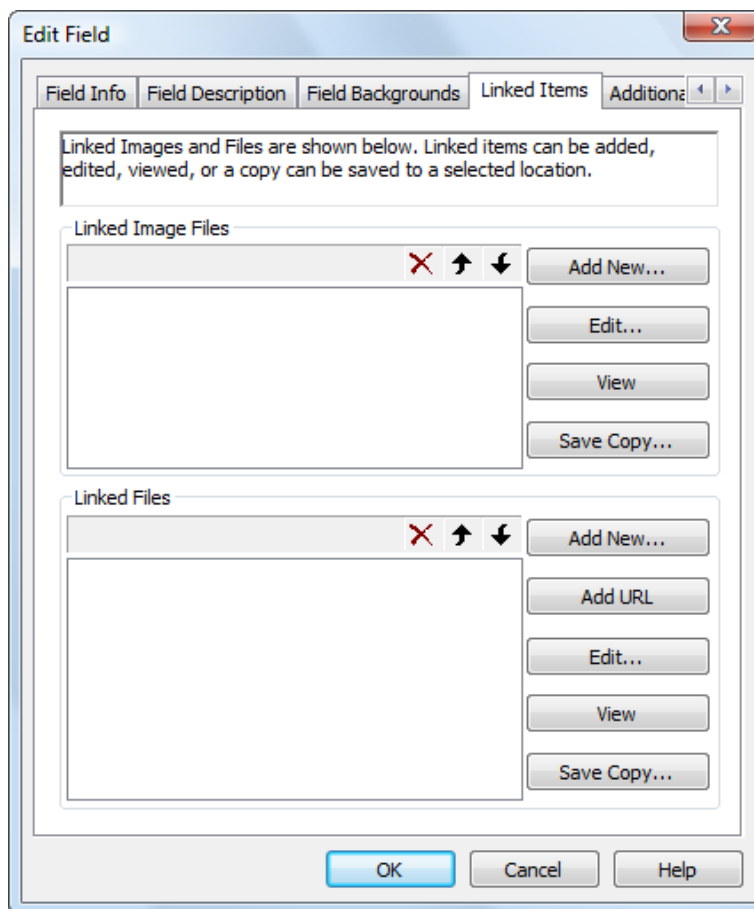 Edit Field
Field Info
Field Description
Field Backgrounds
Linked Items
Additiona
Linked Images and Files are shown below. Linked items can be added,
edited, viewed, or a copy can be saved to a selected location.
Linked Image Files
Add New...
Edit...
View
Save Copy...
Linked Files
Add New...
Add URL
Edit...
View
Save Copy...
OK
Cancel
Help